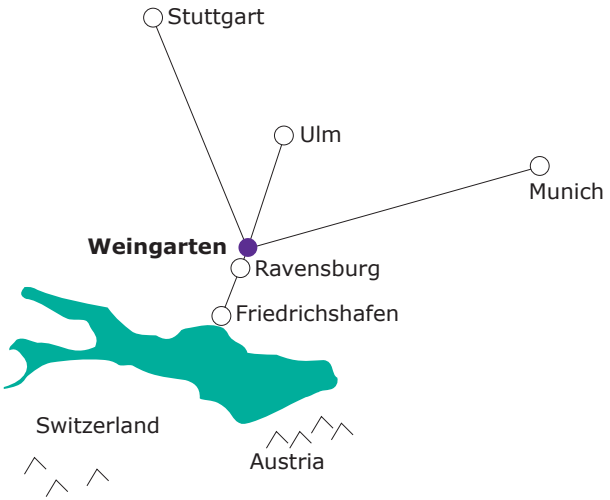 Stuttgart
Ulm
Munich
Weingarten
Ravensburg
Friedrichshafen
Switzerland
Austria